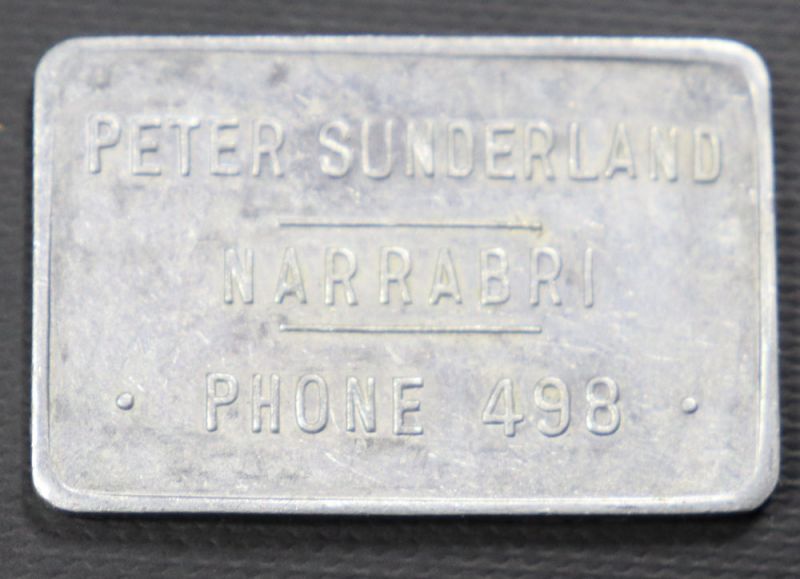 PETER SUNDERLAND
NARRABRI
· PHONE 498 ·